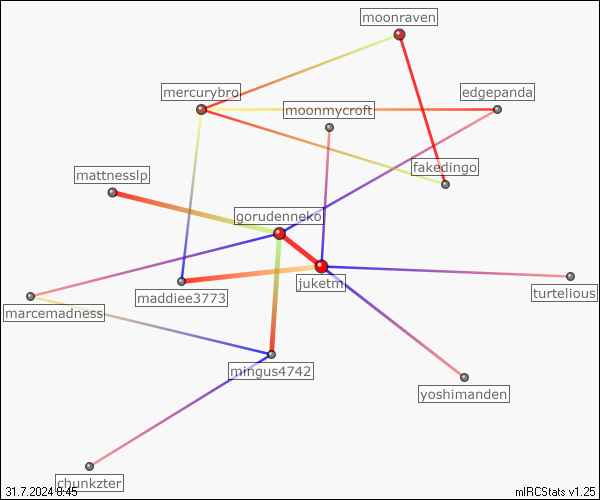 moonraven
mercurybro
edgepanda
moonmycroft
fakedingo
mattnesslp
gorudenneko
juketm
maddiee3773
turtelious
marcemadness
mingus4742
yoshimanden
chunkzter
31.7.2024 0:45
mIRCStats v1.25